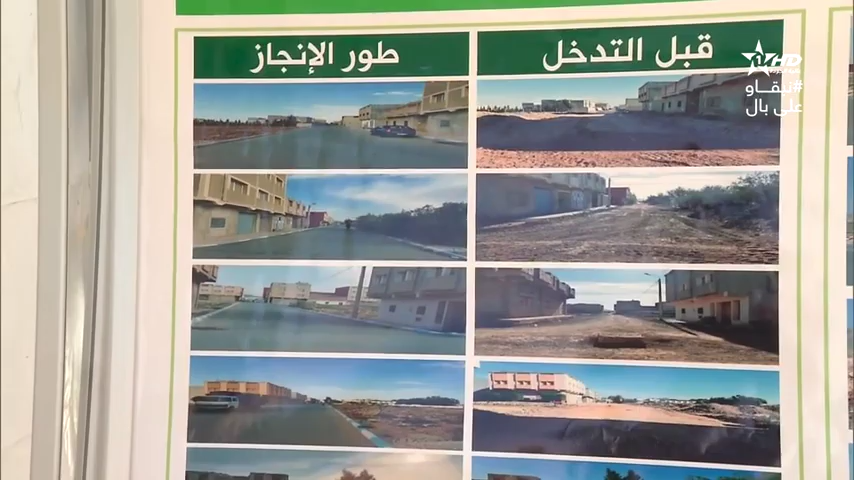 قبل التدخل
طور الإنجاز
HD
#نبقاو
على بال